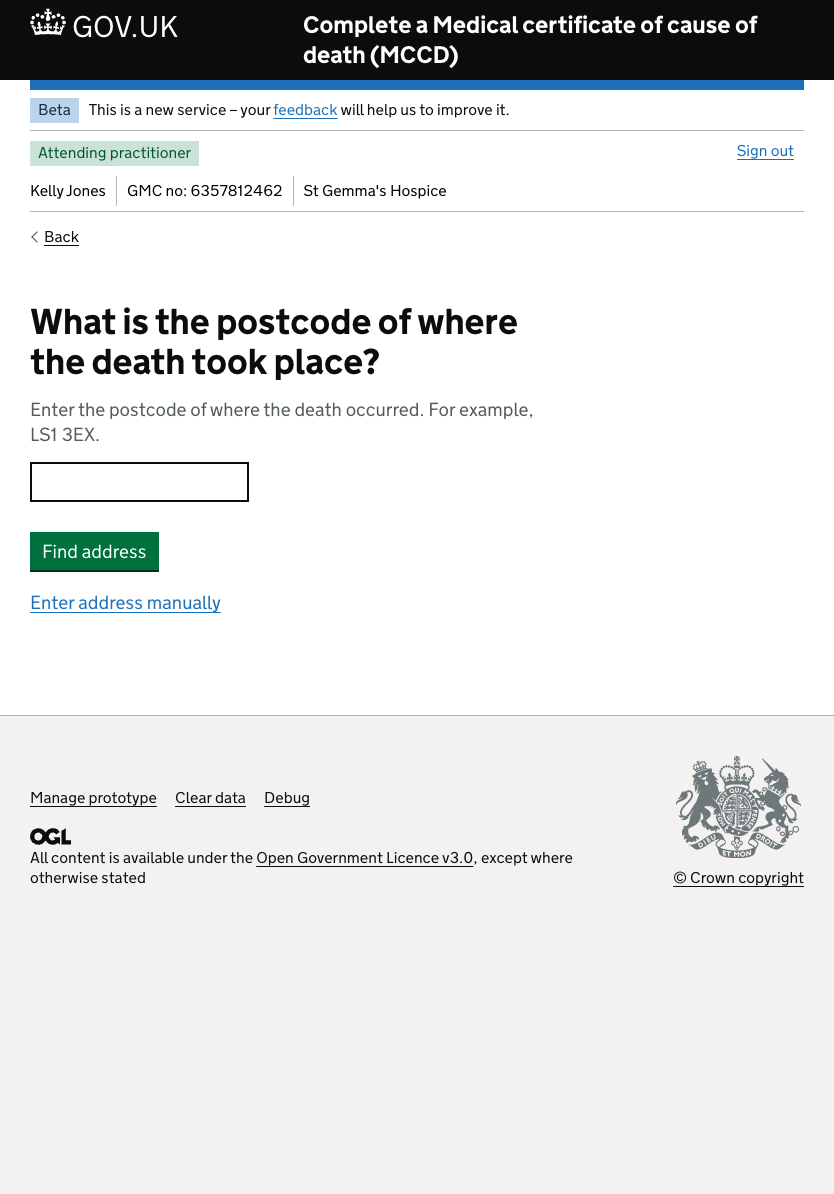 GOV.UK
Complete a Medical certificate of cause of
death (MCCD)
Beta This is a new service – your feedback will help us to improve it.
Attending practitioner
Sign out
Kelly Jones GMC no: 6357812462 St Gemma's Hospice
Back
What is the postcode of where
the death took place?
Enter the postcode of where the death occurred. For example,
LS1 3EX.
Find address
Enter address manually
Manage prototype Clear data Debug
OGL
All content is available under the Open Government Licence v3.0, except where
otherwise stated
© Crown copyright